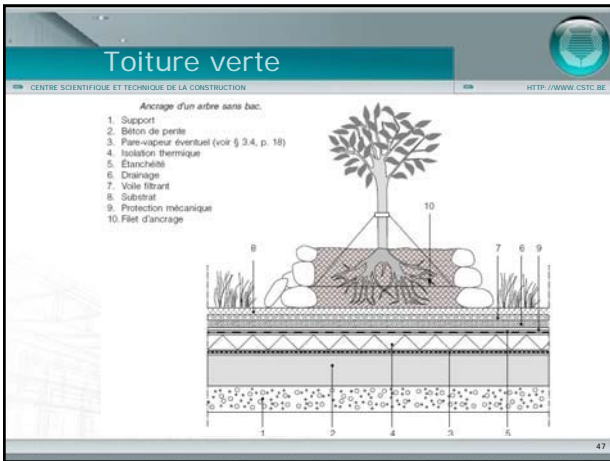 Toiture verte
CENTRE SCIENTIFIQUE ET TECHNIQUE DE LA CONSTRUCTION
HTTP://WWW.CSTC.BE
Ancrage d'un arbre sans bac.
1. Support
2. Béton de pente
3. Pare-vapeur éventuel (voir § 3.4, p. 18)
4. Isolation thermique
5. Étanchéité
6. Drainage
7. Voile filtrant
8. Substrat
9. Protection mécanique
10. Filet d'ancrage
10
8
7 6 9
1 2 4 3 5
47